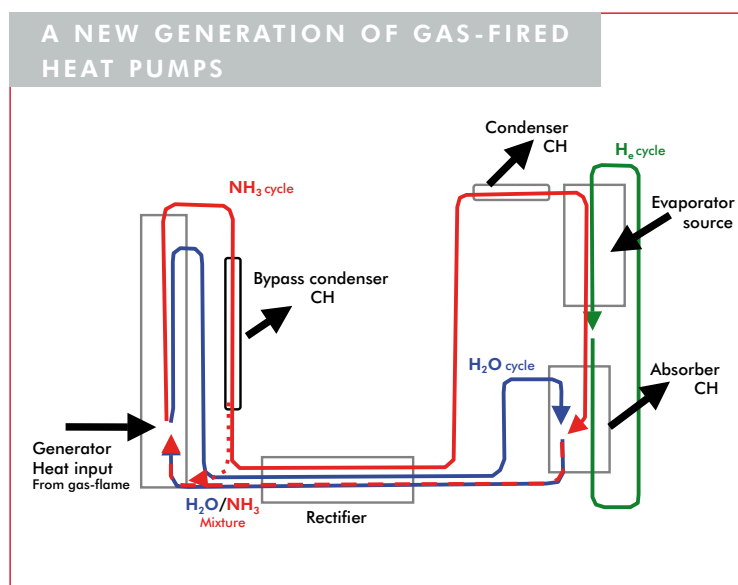 A NEW GENERATION OF GAS-FIRED
HEAT PUMPS
Condenser
CH
Hₑ cycle
NH₃ cycle
Evaporator
source
Bypass condenser
CH
H₂O cycle
Absorber
CH
Generator
Heat input
From gas-flame
H₂O/NH₃
Mixture
Rectifier